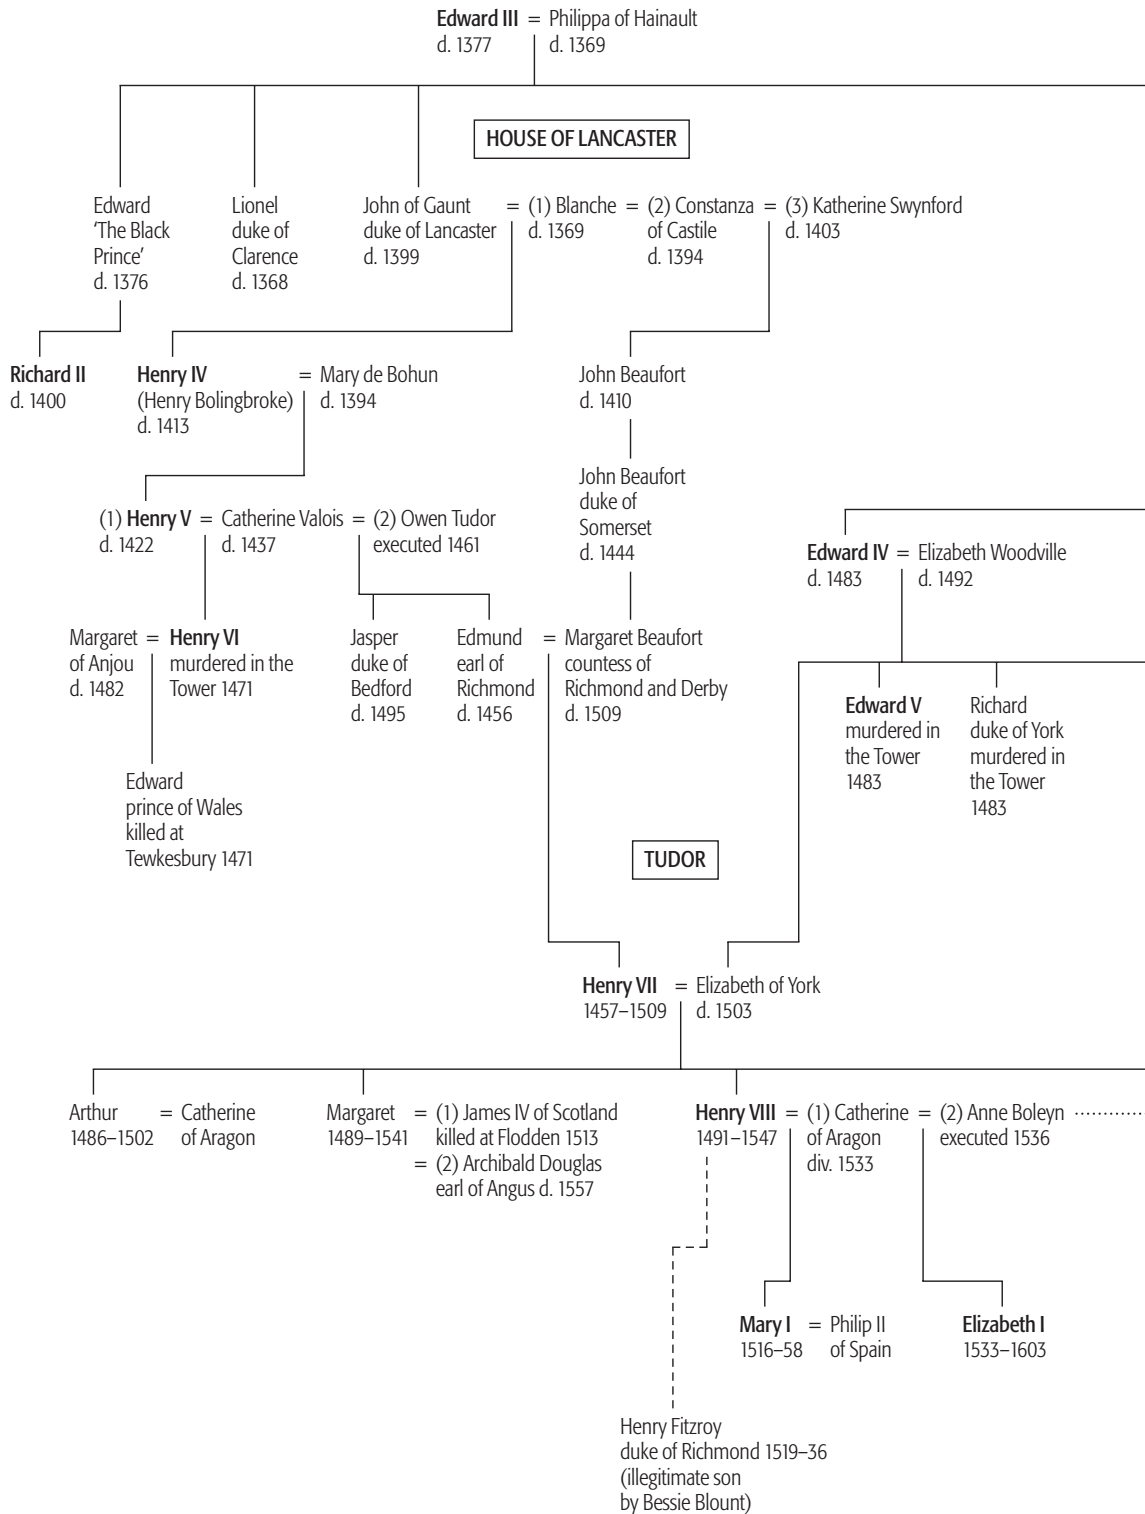 Edward III = Philippa of Hainault
d. 1377 d. 1369
HOUSE OF LANCASTER
Edward
‘The Black
Prince’
d. 1376
Lionel
duke of
Clarence
d. 1368
John of Gaunt
duke of Lancaster
d. 1399
= (1) Blanche = (2) Constanza = (3) Katherine Swynford
d. 1369
of Castile
d. 1394
d. 1403
Richard II
d. 1400
Henry IV
(Henry Bolingbroke)
d. 1413
= Mary de Bohun
d. 1394
John Beaufort
d. 1410
John Beaufort
duke of
Somerset
d. 1444
(1) Henry V = Catherine Valois = (2) Owen Tudor
d. 1422 d. 1437 executed 1461
Edward IV = Elizabeth Woodville
d. 1483 d. 1492
Margaret
of Anjou
d. 1482
= Henry VI
murdered in the
Tower 1471
Jasper
duke of
Bedford
d. 1495
Edmund
earl of
Richmond
d. 1456
= Margaret Beaufort
countess of
Richmond and Derby
d. 1509
Edward V
murdered in
the Tower
1483
Richard
duke of York
murdered in
the Tower
1483
Edward
prince of Wales
killed at
Tewkesbury 1471
TUDOR
Henry VII = Elizabeth of York
1457–1509 d. 1503
Arthur
1486–1502
= Catherine
of Aragon
Margaret
1489–1541
= (1) James IV of Scotland
killed at Flodden 1513
= (2) Archibald Douglas
earl of Angus d. 1557
Henry VIII
1491–1547
= (1) Catherine
of Aragon
div. 1533
= (2) Anne Boleyn
executed 1536
Mary I
1516–58
= Philip II
of Spain
Elizabeth I
1533–1603
Henry Fitzroy
duke of Richmond 1519–36
(illegitimate son
by Bessie Blount)